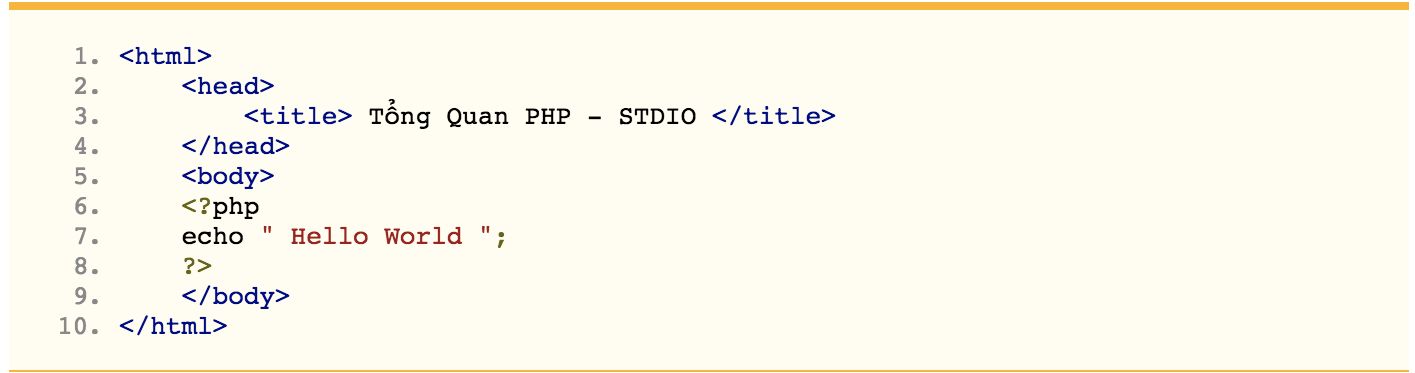 1. <html>
2. <head>
3. <title> Tổng Quan PHP - STDIO </title>
4. </head>
5. <body>
6. <?php
7. echo " Hello World ";
8. ?>
9. </body>
10. </html>